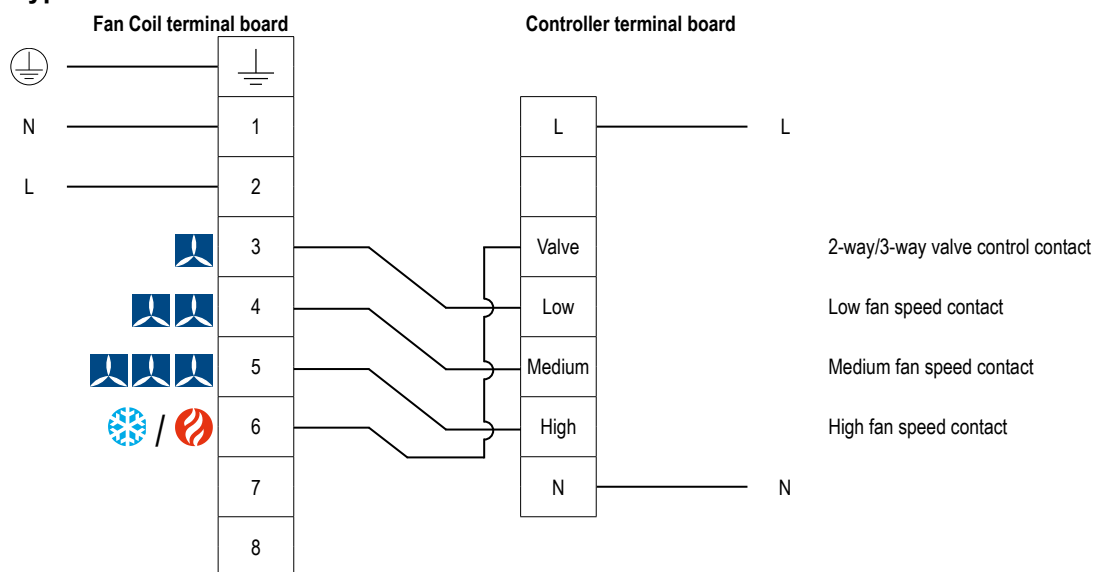 Fan Coil terminal board
Controller terminal board
N
1
L
L
L
2
3
Valve
2-way/3-way valve control contact
4
Low
Low fan speed contact
5
Medium
Medium fan speed contact
/
6
High
High fan speed contact
7
N
N
8